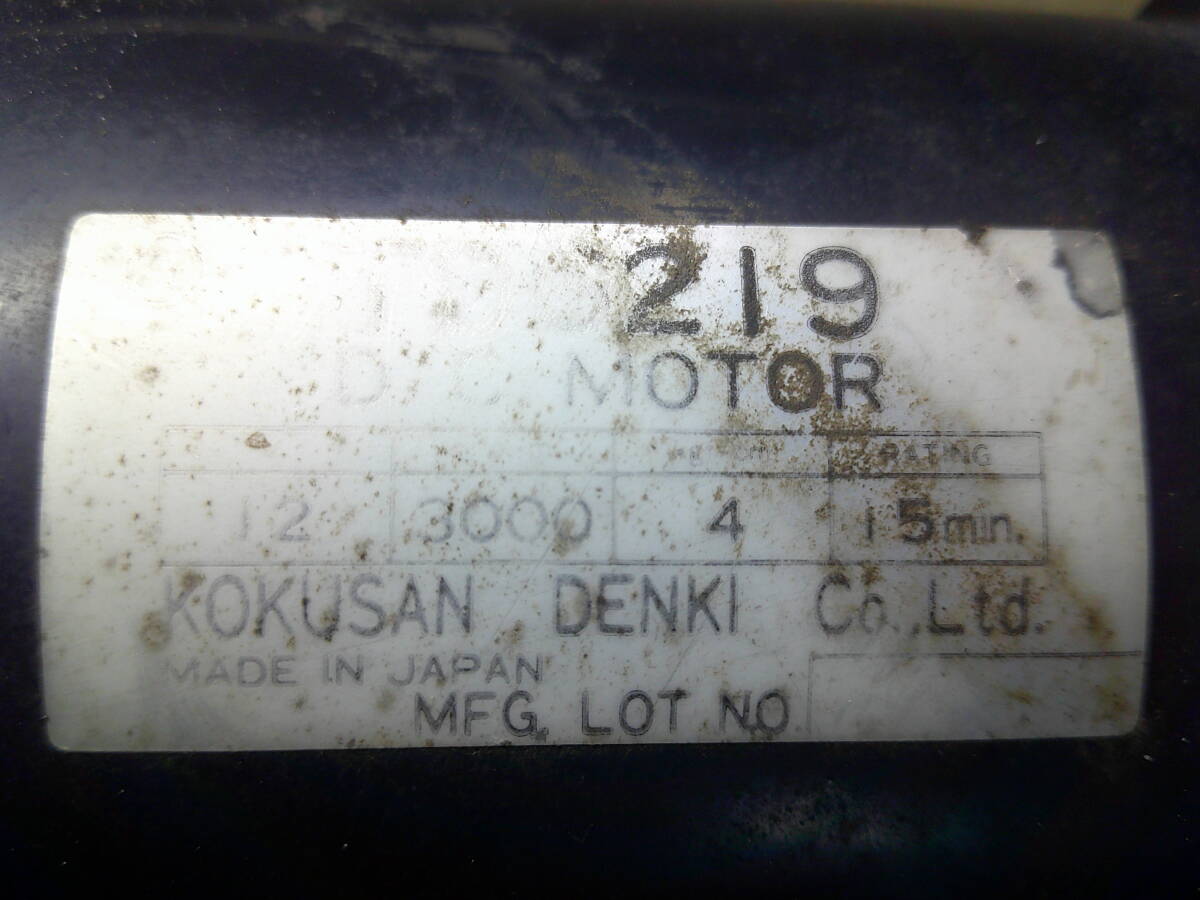 219
D.C. MOTOR
RATING
12 3000 4 15min.
KOKUSAN DENKI Co.,Ltd.
MADE IN JAPAN
MFG. LOT NO